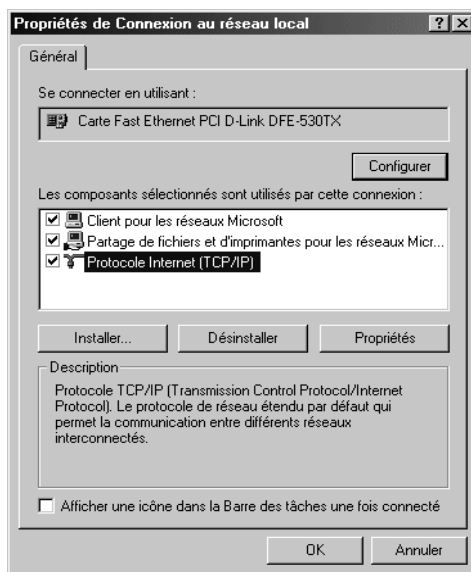 Propriétés de Connexion au réseau local
Général
Se connecter en utilisant :
Carte Fast Ethernet PCI D-Link DFE-530TX
Configurer
Les composants sélectionnés sont utilisés par cette connexion :
Client pour les réseaux Microsoft
Partage de fichiers et d'imprimantes pour les réseaux Micr...
Protocole Internet (TCP/IP)
Installer... Désinstaller Propriétés
Description
Protocole TCP/IP (Transmission Control Protocol/Internet
Protocol). Le protocole de réseau étendu par défaut qui
permet la communication entre différents réseaux
interconnectés.
Afficher une icône dans la Barre des tâches une fois connecté
OK Annuler